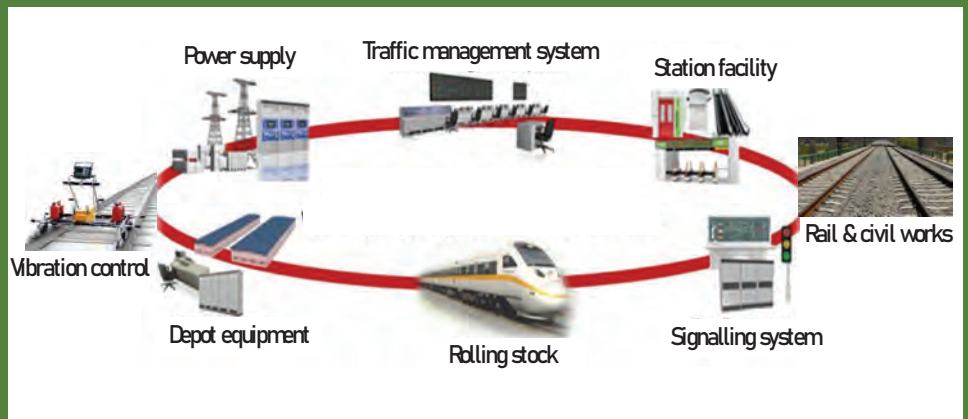 Power supply
Traffic management system
Station facility
Vibration control
Rail & civil works
Depot equipment
Rolling stock
Signalling system